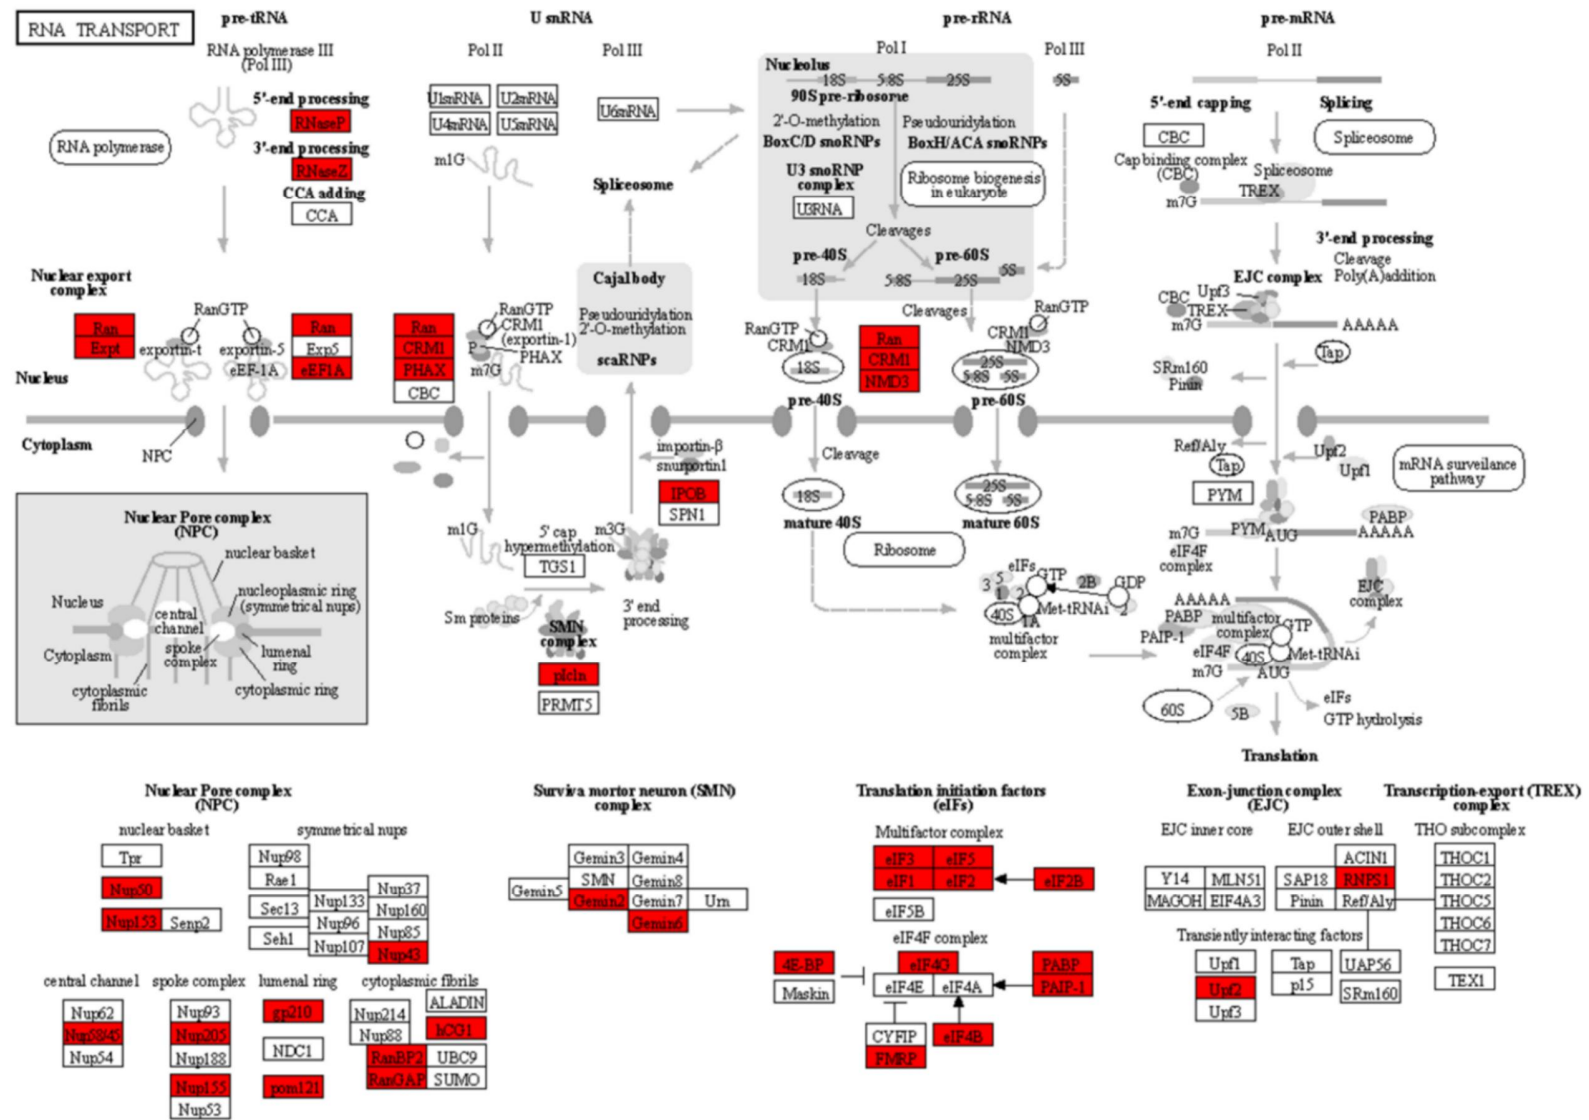 RNA TRANSPORT
pre-tRNA
RNA polymerase III
(Pol III)
5'-end processing
RNaseP
RNA polymerase
3'-end processing
RNaseZ
CCA adding
CCA
Nuclear export
complex
Ran
Expt
RanGTP
exportin-t
exportin-5
eEF-1A
Ran
Exp5
eEF1A
Nucleus
Cytoplasm
NPC
U snRNA
Pol II
Pol III
U1snRNA
U2snRNA
U4snRNA
U5snRNA
U6snRNA
m1G
Spliceosome
Cajal body
Pseudouridylation
2'-O-methylation
scaRNPs
Ran
CRM1
PHAX
CBC
RanGTP
CRM1
(exportin-1)
P
PHAX
m7G
importin-β
snurportin1
IPOB
SPN1
m1G
5' cap
hypermethylation
TGS1
m3G
Sm proteins
3' end
processing
SMN
complex
pIcln
PRMT5
pre-rRNA
Pol I
Pol III
Nucleolus
18S
5.8S
25S
5S
90S pre-ribosome
2'-O-methylation
BoxC/D snoRNPs
Pseudouridylation
BoxH/ACA snoRNPs
U3 snoRNP
complex
U3RNA
Ribosome biogenesis
in eukaryote
Cleavages
pre-40S
pre-60S
18S
5.8S
25S
5S
RanGTP
CRM1
18S
pre-40S
Ran
CRM1
NMD3
Cleavages
RanGTP
CRM1
NMD3
25S
5.8S
5S
pre-60S
Cleavage
18S
mature 40S
25S
5.8S
5S
mature 60S
Ribosome
eIFs
3
5
1
2
GTP
2B
GDP
2
40S
1A
Met-tRNAi
multifactor
complex
pre-mRNA
Pol II
5'-end capping
Splicing
CBC
Spliceosome
Cap binding complex
(CBC)
Spliceosome
TREX
m7G
3'-end processing
Cleavage
Poly(A)addition
EJC complex
CBC
Upf3
TREX
m7G
AAAAA
Tap
SRm160
Pinin
Ref/Aly
Tap
Upf2
Upf1
mRNA surveilance
pathway
PYM
m7G
PYM
AUG
PABP
AAAAA
eIF4F
complex
EJC
complex
AAAAA
PABP
PAIP-1
multifactor
complex
GTP
eIF4F
40S
Met-tRNAi
m7G
AUG
60S
5B
eIFs
GTP hydrolysis
Translation
Nuclear Pore complex
(NPC)
nuclear basket
nucleoplasmic ring
(symmetrical nups)
Nucleus
central
channel
spoke
complex
lumenal
ring
Cytoplasm
cytoplasmic
fibrils
cytoplasmic ring
Nuclear Pore complex
(NPC)
nuclear basket
Tpr
Nup50
Nup153
Senp2
symmetrical nups
Nup98
Rae1
Sec13
Seh1
Nup133
Nup96
Nup107
Nup37
Nup160
Nup85
Nup43
central channel
Nup62
Nup58/45
Nup54
spoke complex
Nup93
Nup205
Nup188
Nup155
Nup53
lumenal ring
gp210
NDC1
pom121
cytoplasmic fibrils
Nup214
Nup88
ALADIN
hCG1
RanBP2
UBC9
RanGAP
SUMO
Surviva mortor neuron (SMN)
complex
Gemin3
Gemin4
SMN
Gemin8
Gemin5
Gemin2
Gemin7
Urn
Gemin6
Translation initiation factors
(eIFs)
Multifactor complex
eIF3
eIF5
eIF1
eIF2
eIF2B
eIF5B
eIF4F complex
4E-BP
Maskin
eIF4G
eIF4E
eIF4A
PABP
PAIP-1
CYFIP
FMRP
eIF4B
Exon-junction complex
(EJC)
EJC inner core
Y14
MLN51
MAGOH
EIF4A3
EJC outer shell
ACIN1
SAP18
RNPS1
Pinin
Ref/Aly
Transiently interacting factors
Upf1
Upf2
Upf3
Tap
p15
UAP56
SRm160
Transcription-export (TREX)
complex
THO subcomplex
THOC1
THOC2
THOC5
THOC6
THOC7
TEX1